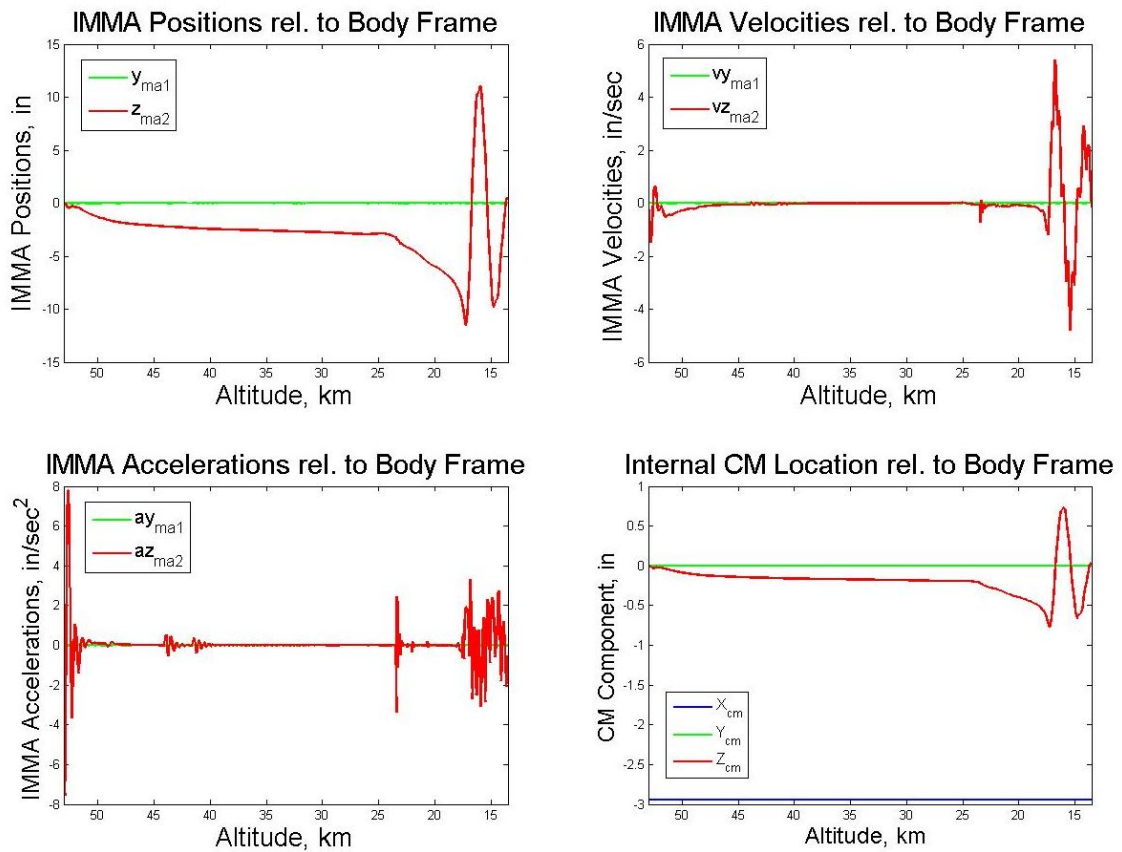 IMMA Positions rel. to Body Frame
15
10
5
0
-5
-10
-15
IMMA Positions, in
y_ma1
z_ma2
50 45 40 35 30 25 20 15
Altitude, km
IMMA Velocities rel. to Body Frame
6
4
2
0
-2
-4
-6
IMMA Velocities, in/sec
vy_ma1
vz_ma2
50 45 40 35 30 25 20 15
Altitude, km
IMMA Accelerations rel. to Body Frame
8
6
4
2
0
-2
-4
-6
-8
IMMA Accelerations, in/sec²
ay_ma1
az_ma2
50 45 40 35 30 25 20 15
Altitude, km
Internal CM Location rel. to Body Frame
1
0.5
0
-0.5
-1
-1.5
-2
-2.5
-3
CM Component, in
X_cm
Y_cm
Z_cm
50 45 40 35 30 25 20 15
Altitude, km